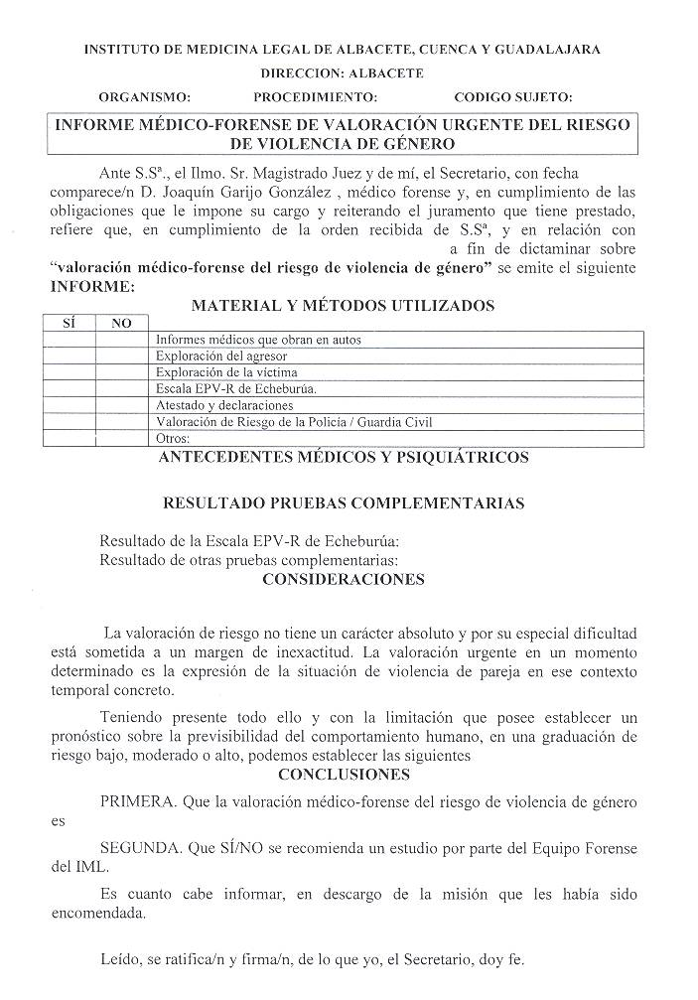 INSTITUTO DE MEDICINA LEGAL DE ALBACETE, CUENCA Y GUADALAJARA
DIRECCION: ALBACETE
ORGANISMO: PROCEDIMIENTO: CODIGO SUJETO:
INFORME MÉDICO-FORENSE DE VALORACIÓN URGENTE DEL RIESGO
DE VIOLENCIA DE GÉNERO
Ante S.Sª., el Ilmo. Sr. Magistrado Juez y de mí, el Secretario, con fecha
comparece/n D. Joaquín Garijo González , médico forense y, en cumplimiento de las
obligaciones que le impone su cargo y reiterando el juramento que tiene prestado,
refiere que, en cumplimiento de la orden recibida de S.Sª, y en relación con
a fin de dictaminar sobre
“valoración médico-forense del riesgo de violencia de género” se emite el siguiente
INFORME:
MATERIAL Y MÉTODOS UTILIZADOS
SÍ NO
Informes médicos que obran en autos
Exploración del agresor
Exploración de la víctima
Escala EPV-R de Echeburúa.
Atestado y declaraciones
Valoración de Riesgo de la Policía / Guardia Civil
Otros:
ANTECEDENTES MÉDICOS Y PSIQUIÁTRICOS
RESULTADO PRUEBAS COMPLEMENTARIAS
Resultado de la Escala EPV-R de Echeburúa:
Resultado de otras pruebas complementarias:
CONSIDERACIONES
La valoración de riesgo no tiene un carácter absoluto y por su especial dificultad
está sometida a un margen de inexactitud. La valoración urgente en un momento
determinado es la expresión de la situación de violencia de pareja en ese contexto
temporal concreto.
Teniendo presente todo ello y con la limitación que posee establecer un
pronóstico sobre la previsibilidad del comportamiento humano, en una graduación de
riesgo bajo, moderado o alto, podemos establecer las siguientes
CONCLUSIONES
PRIMERA. Que la valoración médico-forense del riesgo de violencia de género
es
SEGUNDA. Que SÍ/NO se recomienda un estudio por parte del Equipo Forense
del IML.
Es cuanto cabe informar, en descargo de la misión que les había sido
encomendada.
Leído, se ratifica/n y firma/n, de lo que yo, el Secretario, doy fe.